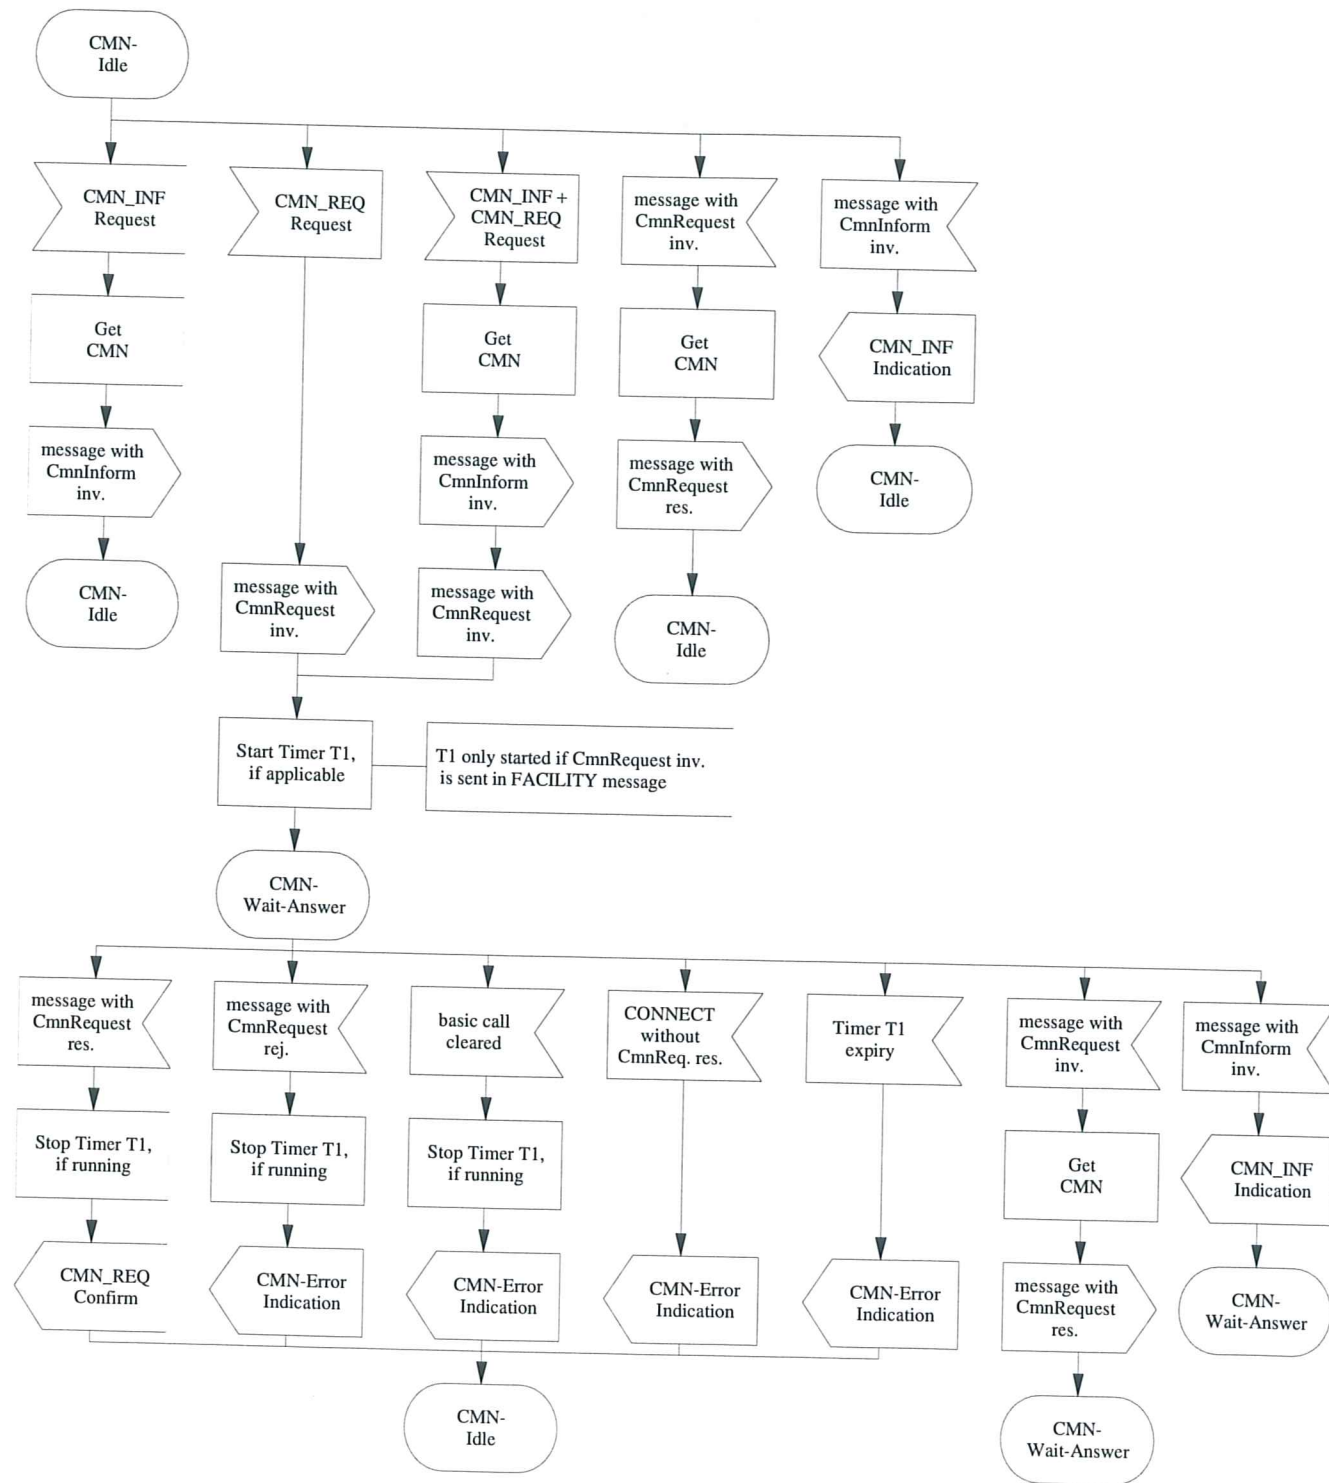 CMN-
Idle
CMN_INF
Request
CMN_REQ
Request
CMN_INF +
CMN_REQ
Request
message with
CmnRequest
inv.
message with
CmnInform
inv.
Get
CMN
Get
CMN
Get
CMN
CMN_INF
Indication
message with
CmnInform
inv.
message with
CmnInform
inv.
message with
CmnRequest
res.
CMN-
Idle
CMN-
Idle
message with
CmnRequest
inv.
message with
CmnRequest
inv.
CMN-
Idle
Start Timer T1,
if applicable
T1 only started if CmnRequest inv.
is sent in FACILITY message
CMN-
Wait-Answer
message with
CmnRequest
res.
message with
CmnRequest
rej.
basic call
cleared
CONNECT
without
CmnReq. res.
Timer T1
expiry
message with
CmnRequest
inv.
message with
CmnInform
inv.
Stop Timer T1,
if running
Stop Timer T1,
if running
Stop Timer T1,
if running
Get
CMN
CMN_INF
Indication
CMN_REQ
Confirm
CMN-Error
Indication
CMN-Error
Indication
CMN-Error
Indication
CMN-Error
Indication
message with
CmnRequest
res.
CMN-
Wait-Answer
CMN-
Idle
CMN-
Wait-Answer